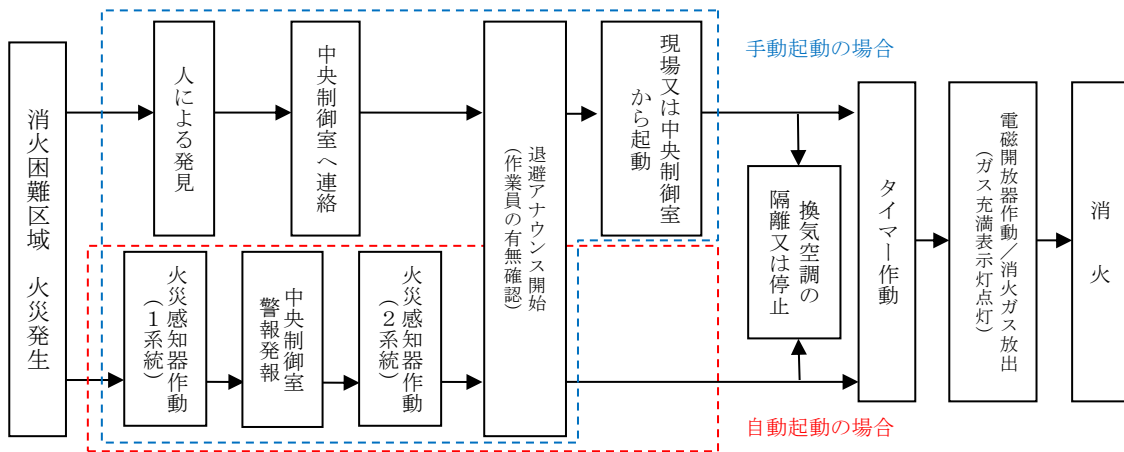 消火困難区域　火災発生
人による発見
中央制御室へ連絡
退避アナウンス開始
(作業員の有無確認)
現場又は中央制御室
から起動
手動起動の場合
火災感知器作動
(１系統)
中央制御室
警報発報
火災感知器作動
(２系統)
換気空調の
隔離又は停止
自動起動の場合
タイマー作動
電磁開放器作動／消火ガス放出
(ガス充満表示灯点灯)
消　火